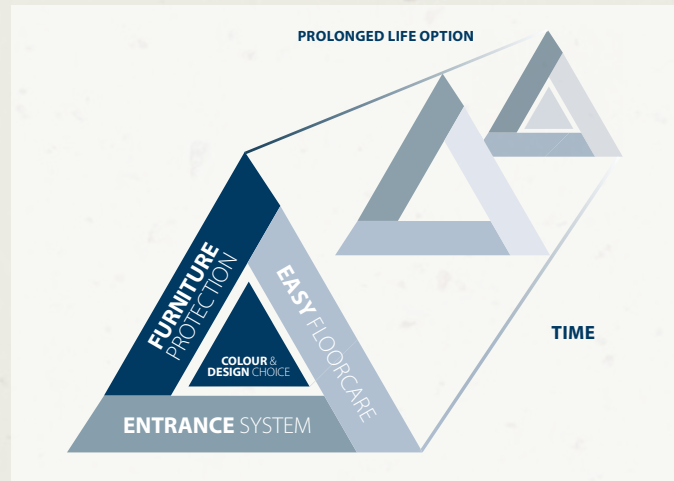 PROLONGED LIFE OPTION
FURNITURE
PROTECTION
EASY FLOORCARE
COLOUR &
DESIGN CHOICE
TIME
ENTRANCE SYSTEM